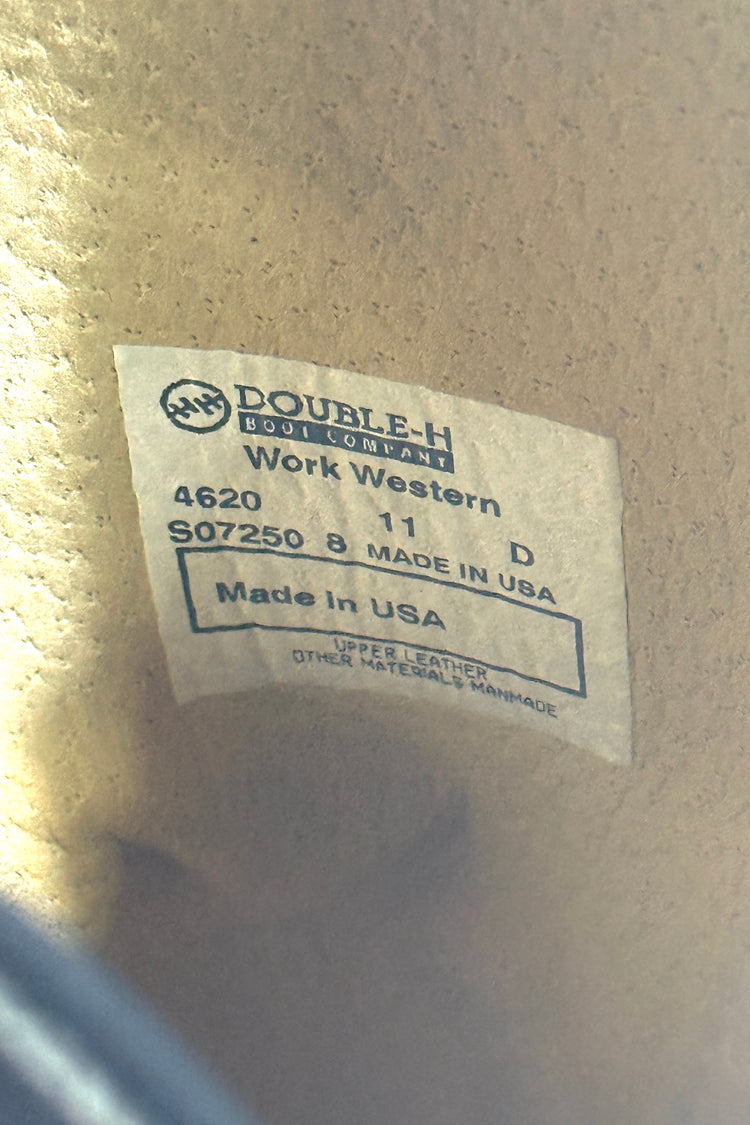 HH DOUBLE-H
BOOT COMPANY
Work Western
4620 11 D
S07250 8 MADE IN USA
Made in USA
UPPER LEATHER
OTHER MATERIALS MANMADE